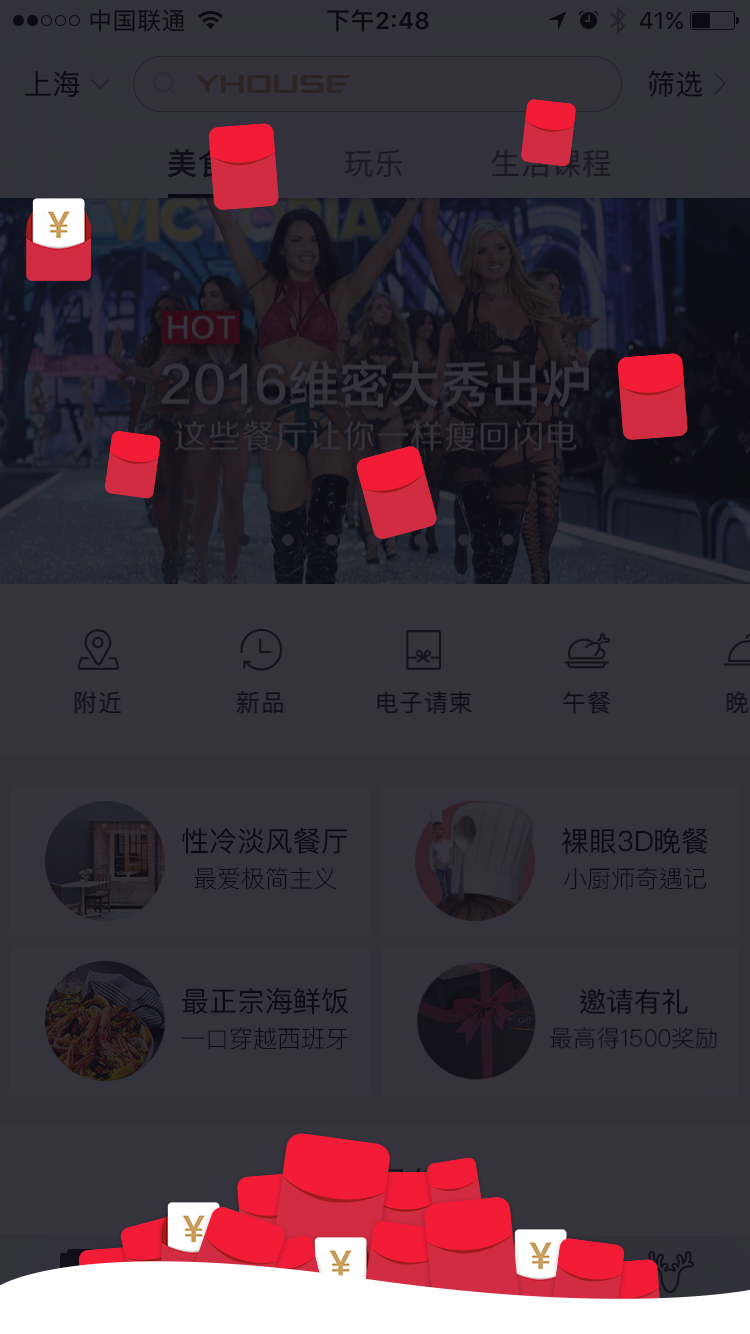 中国联通 下午2:48 41%
上海 YHOUSE 筛选
美食 玩乐 生活课程
VICTORIA
HOT
2016维密大秀出炉
这些餐厅让你一样瘦回闪电
附近 新品 电子请柬 午餐 晚
性冷淡风餐厅
最爱极简主义
裸眼3D晚餐
小厨师奇遇记
最正宗海鲜饭
一口穿越西班牙
邀请有礼
最高得1500奖励
¥
¥
¥
¥